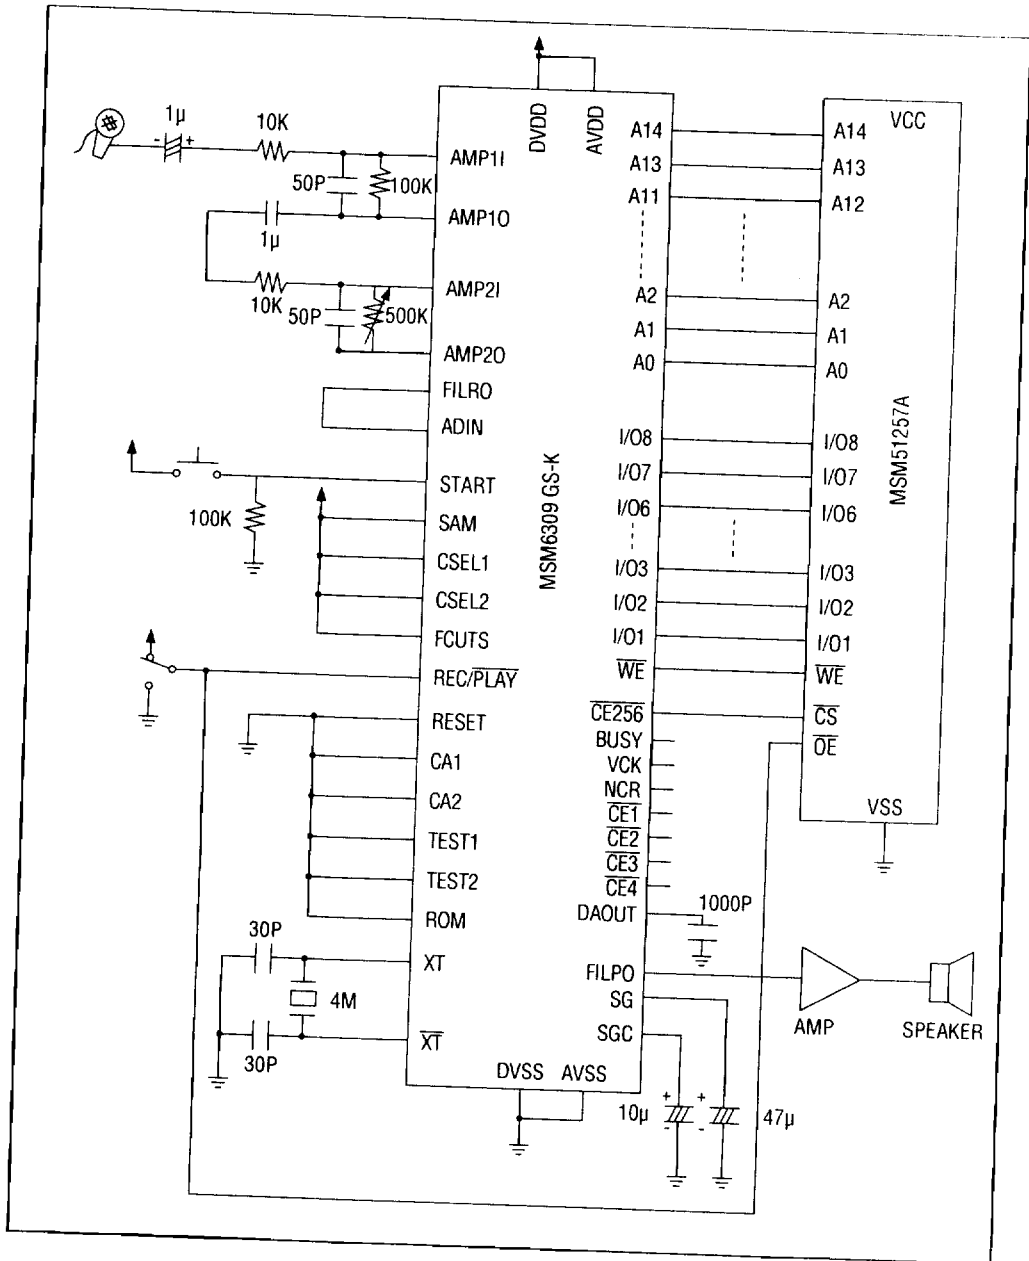 DVDD
AVDD
1µ
- +
10K
50P
100K
1µ
10K
50P
500K
AMP1I
AMP1O
AMP2I
AMP2O
FILRO
ADIN
START
100K
SAM
CSEL1
CSEL2
FCUTS
REC/PLAY
RESET
CA1
CA2
TEST1
TEST2
ROM
30P
XT
4M
XT
30P
DVSS
AVSS
MSM6309 GS-K
A14
A13
A11
A2
A1
A0
I/O8
I/O7
I/O6
I/O3
I/O2
I/O1
WE
CE256
BUSY
VCK
NCR
CE1
CE2
CE3
CE4
DAOUT
FILPO
SG
SGC
1000P
+
10µ
-
+
47µ
-
AMP
SPEAKER
VCC
A14
A13
A12
A2
A1
A0
MSM51257A
I/O8
I/O7
I/O6
I/O3
I/O2
I/O1
WE
CS
OE
VSS